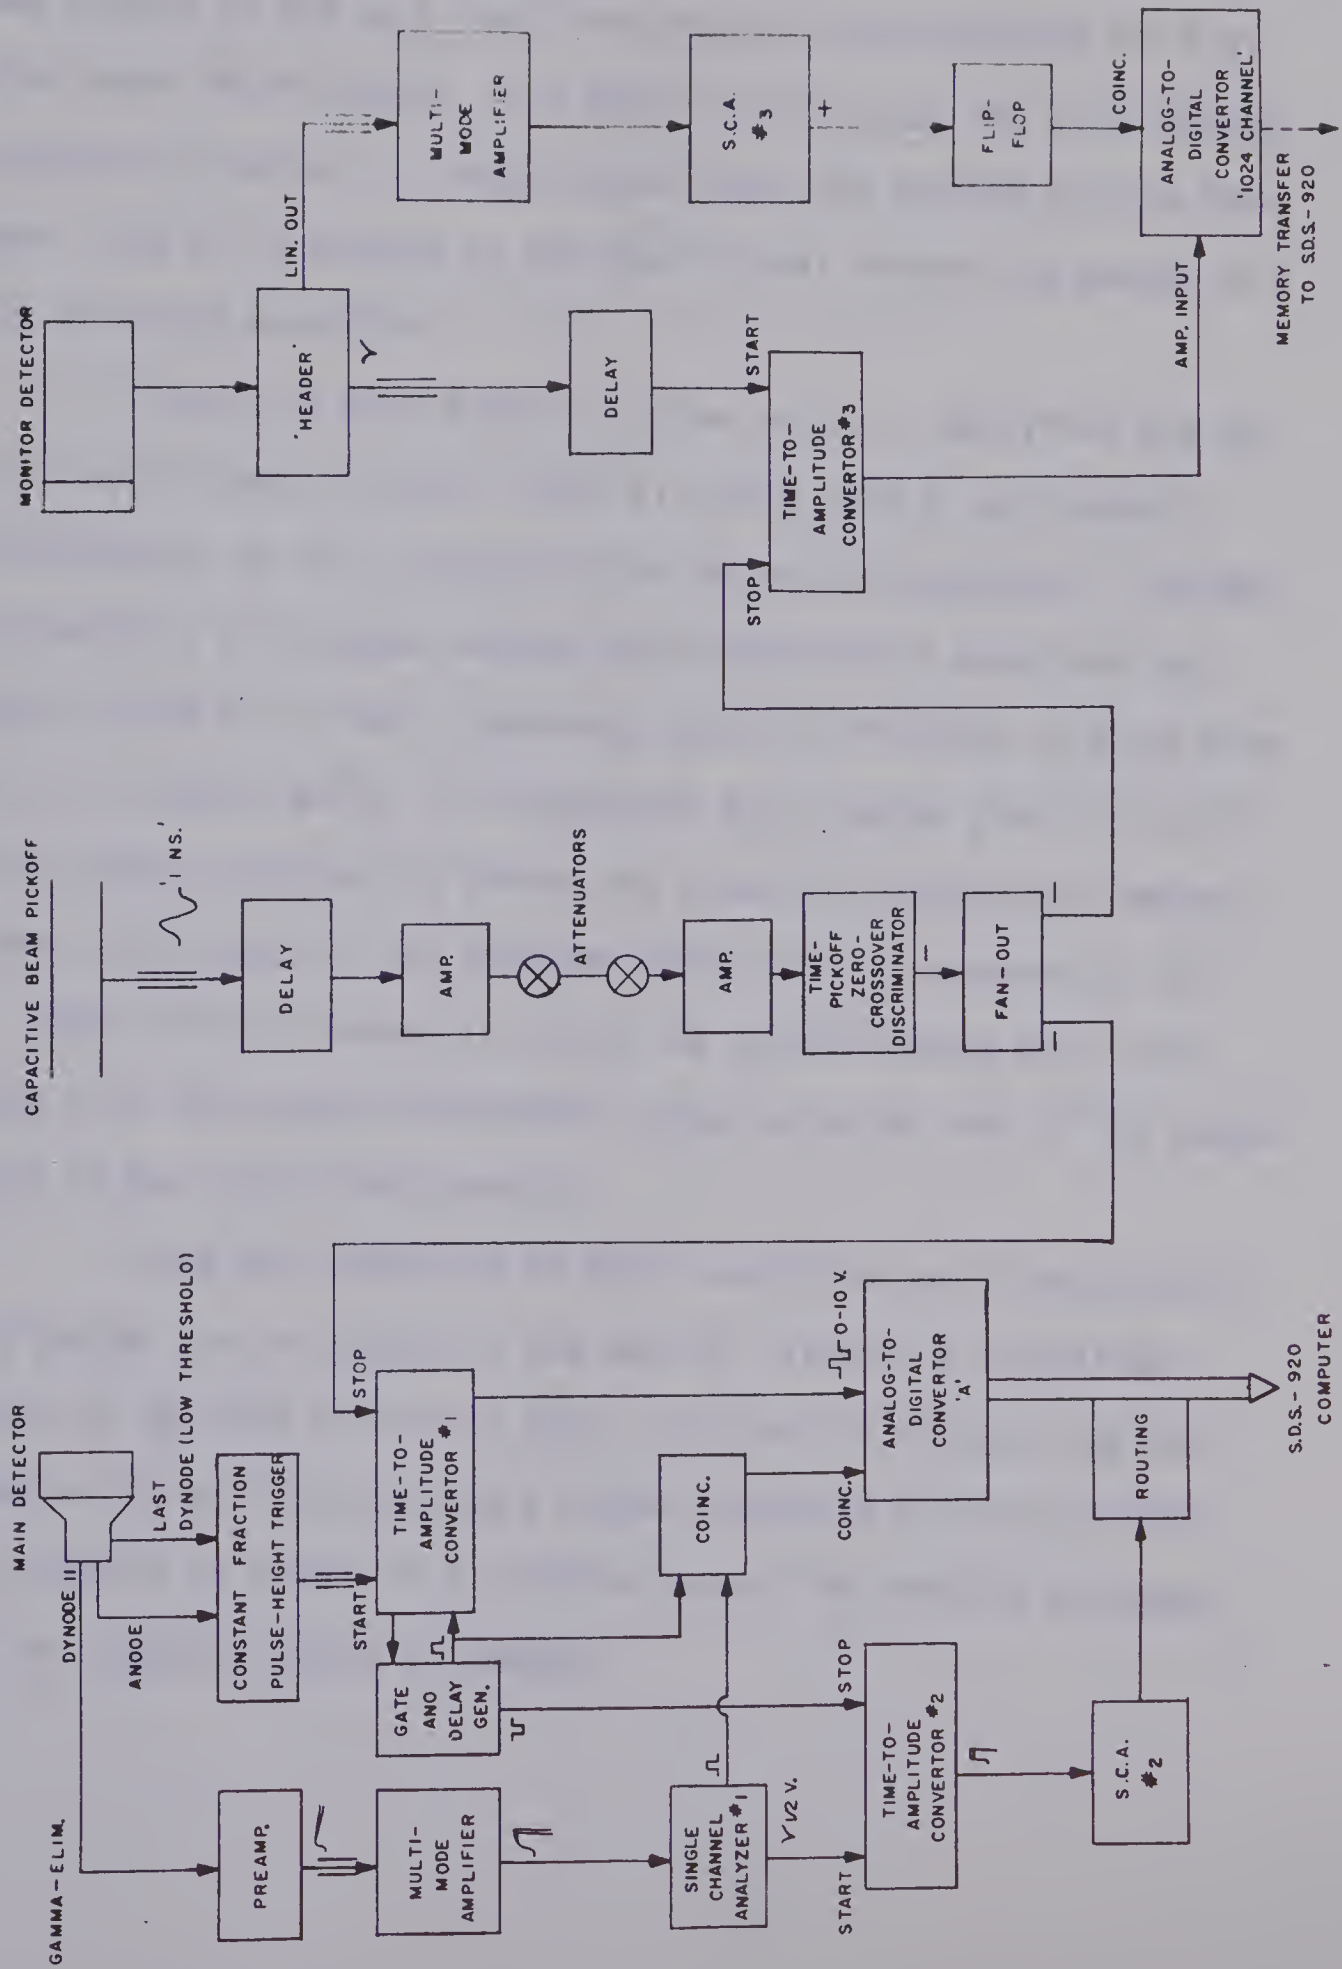 GAMMA-ELIM.
MAIN DETECTOR
DYNODE 11
ANODE
LAST
DYNODE (LOW THRESHOLD)
PREAMP.
CONSTANT FRACTION
PULSE-HEIGHT TRIGGER
MULTI-
MODE
AMPLIFIER
GATE
AND
DELAY
GEN.
START
STOP
TIME-TO-
AMPLITUDE
CONVERTOR #1
SINGLE
CHANNEL
ANALYZER #1
1/2 V.
COINC.
START
STOP
TIME-TO-
AMPLITUDE
CONVERTOR #2
COINC.
0-10 V.
ANALOG-TO-
DIGITAL
CONVERTOR
'A'
S.C.A.
#2
ROUTING
S.D.S. - 920
COMPUTER
CAPACITIVE BEAM PICKOFF
'1 NS.'
DELAY
AMP.
ATTENUATORS
AMP.
TIME-
PICKOFF
ZERO-
CROSSOVER
DISCRIMINATOR
—
FAN-OUT
— —
MONITOR DETECTOR
'HEADER'
LIN. OUT
DELAY
STOP
START
TIME-TO-
AMPLITUDE
CONVERTOR #3
MULTI-
MODE
AMPLIFIER
S.C.A.
#3
+
FLIP-
FLOP
AMP. INPUT
COINC.
ANALOG-TO-
DIGITAL
CONVERTOR
'1024 CHANNEL'
MEMORY TRANSFER
TO S.D.S.-920